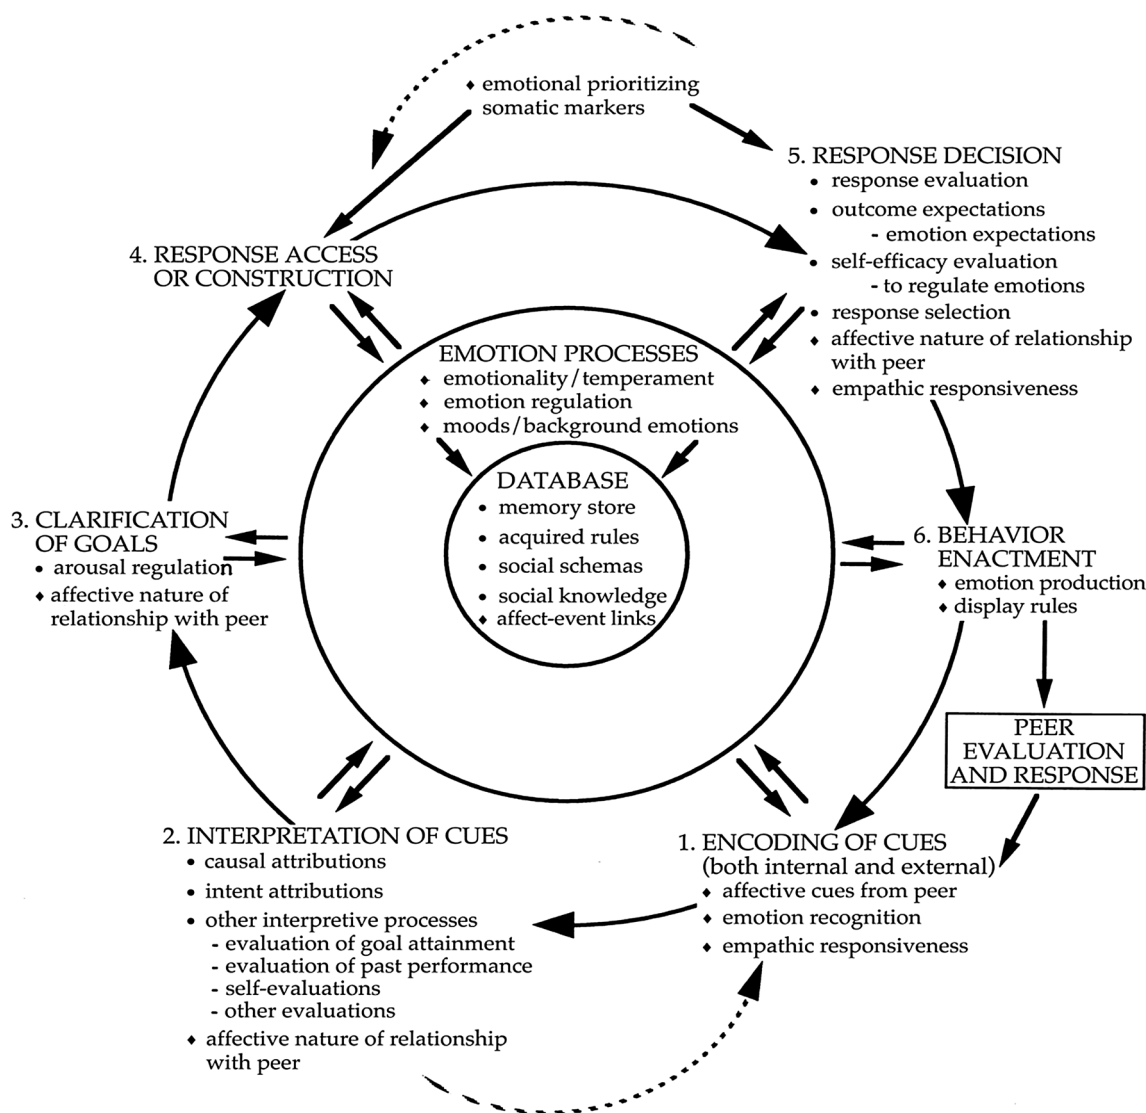 ♦ emotional prioritizing
somatic markers
5. RESPONSE DECISION
• response evaluation
• outcome expectations
- emotion expectations
• self-efficacy evaluation
- to regulate emotions
• response selection
♦ affective nature of relationship
with peer
♦ empathic responsiveness
4. RESPONSE ACCESS
OR CONSTRUCTION
EMOTION PROCESSES
♦ emotionality/temperament
♦ emotion regulation
♦ moods/background emotions
DATABASE
• memory store
• acquired rules
• social schemas
• social knowledge
♦ affect-event links
3. CLARIFICATION
OF GOALS
• arousal regulation
♦ affective nature of
relationship with peer
6. BEHAVIOR
ENACTMENT
♦ emotion production
♦ display rules
PEER
EVALUATION
AND RESPONSE
2. INTERPRETATION OF CUES
• causal attributions
• intent attributions
• other interpretive processes
- evaluation of goal attainment
- evaluation of past performance
- self-evaluations
- other evaluations
♦ affective nature of relationship
with peer
1. ENCODING OF CUES
(both internal and external)
♦ affective cues from peer
♦ emotion recognition
♦ empathic responsiveness